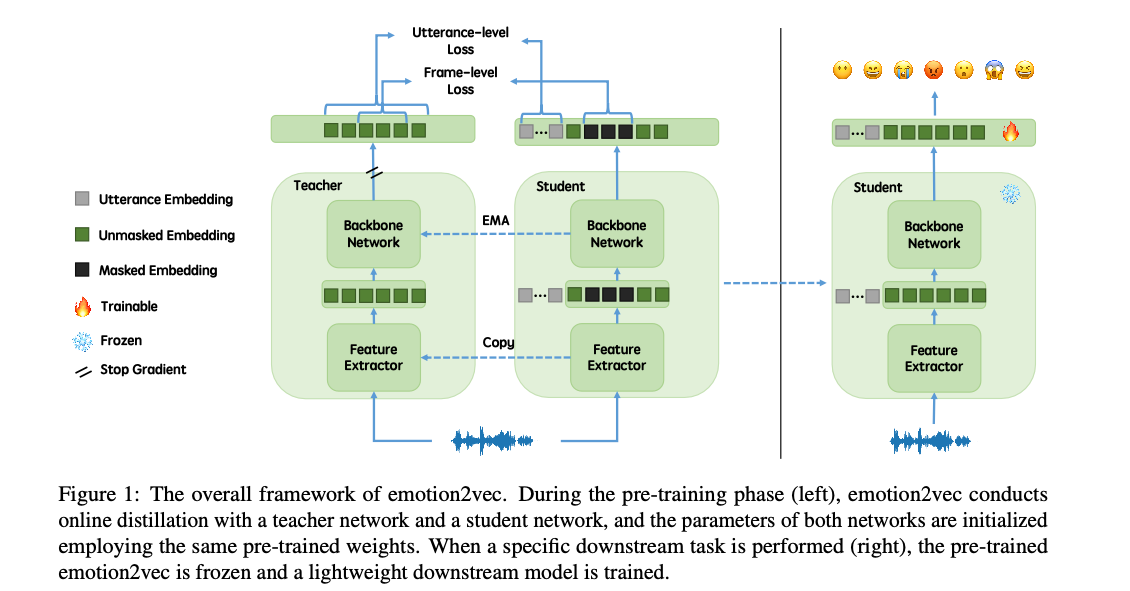 Utterance-level
Loss
Frame-level
Loss
Teacher
Backbone
Network
Feature
Extractor
EMA
Copy
Student
Backbone
Network
Feature
Extractor
Utterance Embedding
Unmasked Embedding
Masked Embedding
Trainable
Frozen
Stop Gradient
Student
Backbone
Network
Feature
Extractor
Figure 1: The overall framework of emotion2vec. During the pre-training phase (left), emotion2vec conducts
online distillation with a teacher network and a student network, and the parameters of both networks are initialized
employing the same pre-trained weights. When a specific downstream task is performed (right), the pre-trained
emotion2vec is frozen and a lightweight downstream model is trained.